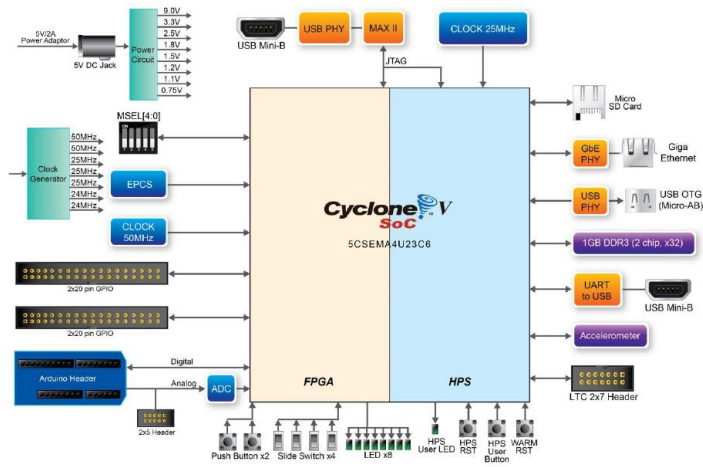 5V/2A
Power Adaptor
5V DC Jack
Power
Circuit
9.0V
3.3V
2.5V
1.8V
1.5V
1.2V
1.1V
0.75V
USB Mini-B
USB PHY
MAX II
JTAG
CLOCK 25MHz
MSEL[4:0]
Clock
Generator
50MHz
50MHz
25MHz
25MHz
25MHz
24MHz
24MHz
EPCS
CLOCK
50MHz
2x20 pin GPIO
2x20 pin GPIO
Arduino Header
Digital
Analog
ADC
2x5 Header
Cyclone V
SoC
5CSEMA4U23C6
FPGA
HPS
Micro
SD Card
GbE
PHY
Giga
Ethernet
USB
PHY
USB OTG
(Micro-AB)
1GB DDR3 (2 chip, x32)
UART
to USB
USB Mini-B
Accelerometer
LTC 2x7 Header
Push Button x2
Slide Switch x4
LED x8
HPS
User LED
HPS
RST
HPS
User
Button
WARM
RST